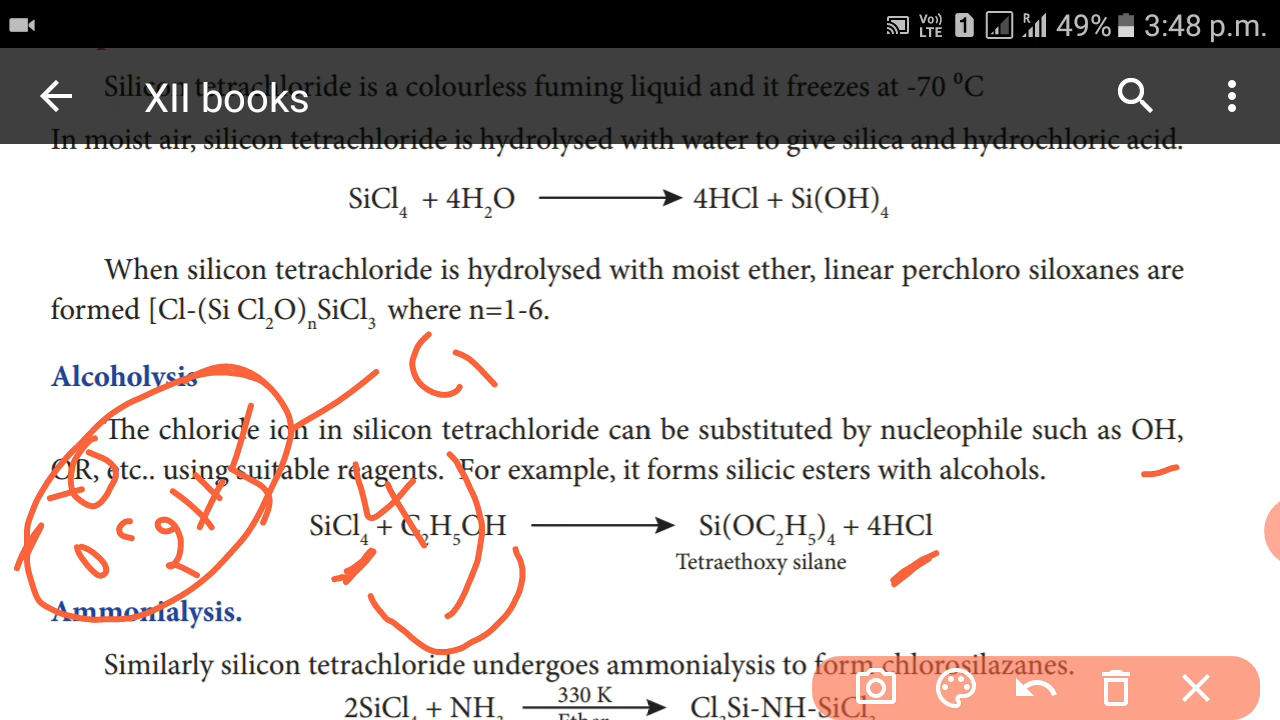 Vo)) LTE 1 R 49% 3:48 p.m.
Silicon tetrachloride is a colourless fuming liquid and it freezes at -70 ⁰C
XII books
In moist air, silicon tetrachloride is hydrolysed with water to give silica and hydrochloric acid.
SiCl₄ + 4H₂O ⟶ 4HCl + Si(OH)₄
When silicon tetrachloride is hydrolysed with moist ether, linear perchloro siloxanes are
formed [Cl-(Si Cl₂O)ₙSiCl₃ where n=1-6.
Alcoholysis
The chloride ion in silicon tetrachloride can be substituted by nucleophile such as OH,
OR, etc.. using suitable reagents. For example, it forms silicic esters with alcohols.
4
SiCl₄ + C₂H₅OH ⟶ Si(OC₂H₅)₄ + 4HCl
Tetraethoxy silane
Ammonialysis.
Similarly silicon tetrachloride undergoes ammonialysis to form chlorosilazanes.
330 K
2SiCl₄ + NH₃ ⟶ Cl₃Si-NH-SiCl₃
Ether